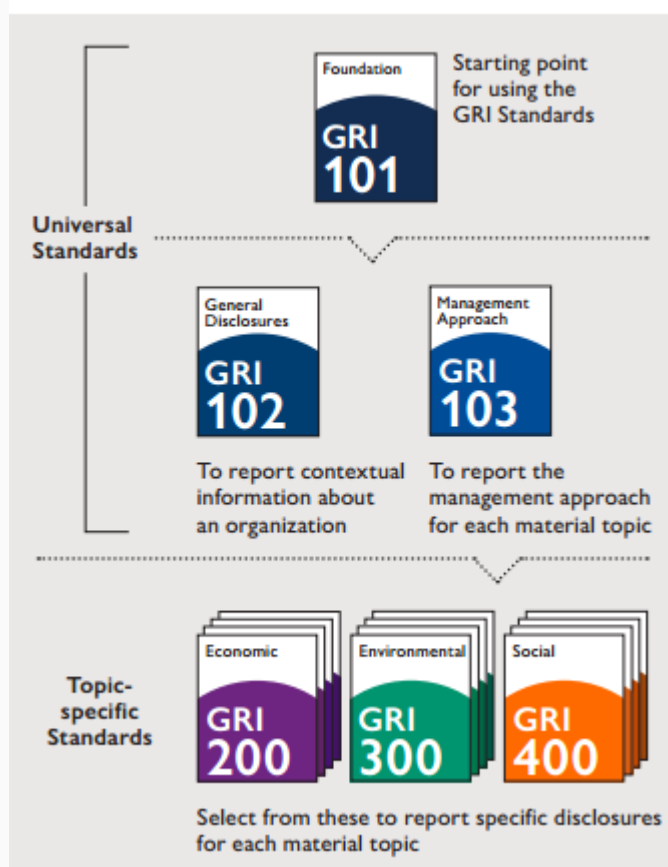 Foundation
GRI
101
Starting point
for using the
GRI Standards
Universal
Standards
General
Disclosures
GRI
102
Management
Approach
GRI
103
To report contextual
information about
an organization
To report the
management approach
for each material topic
Topic-
specific
Standards
Economic
GRI
200
Environmental
GRI
300
Social
GRI
400
Select from these to report specific disclosures
for each material topic